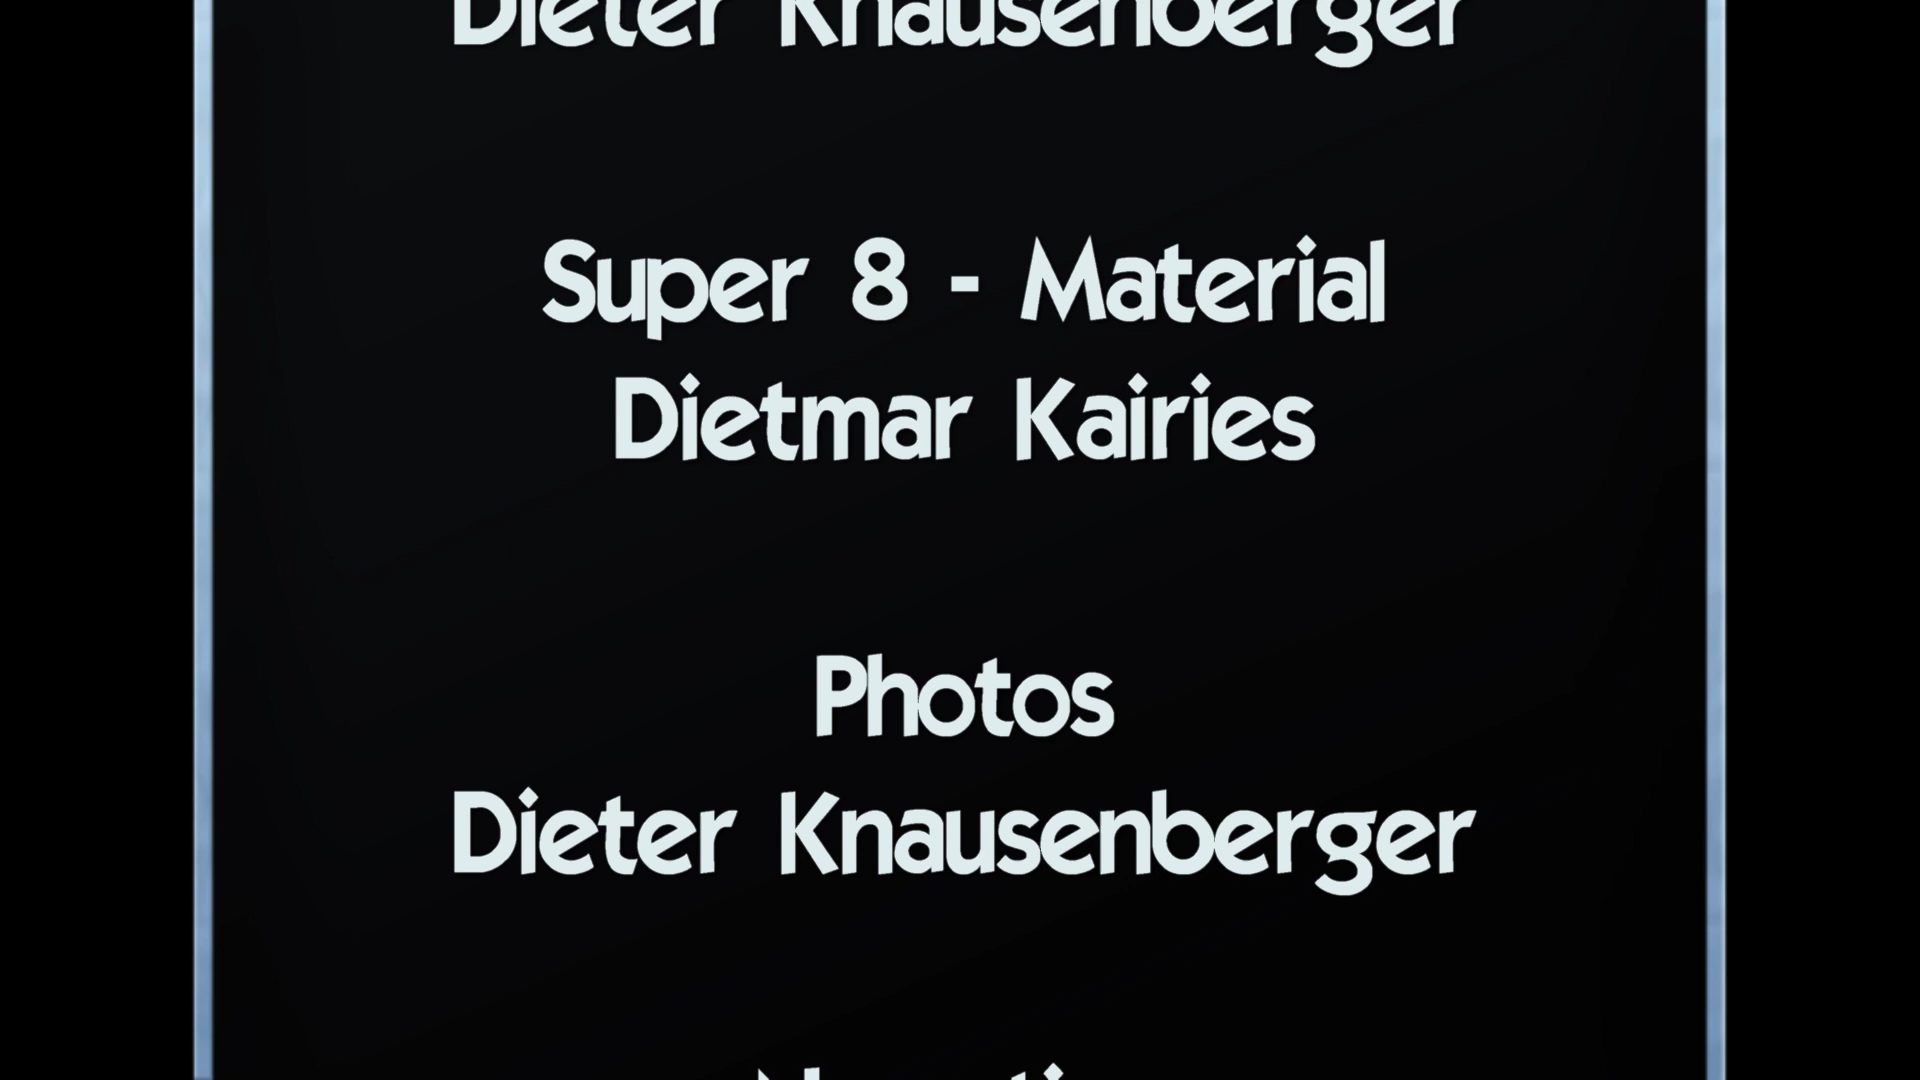 Dieter Knausenberger
Super 8 - Material
Dietmar Kairies
Photos
Dieter Knausenberger